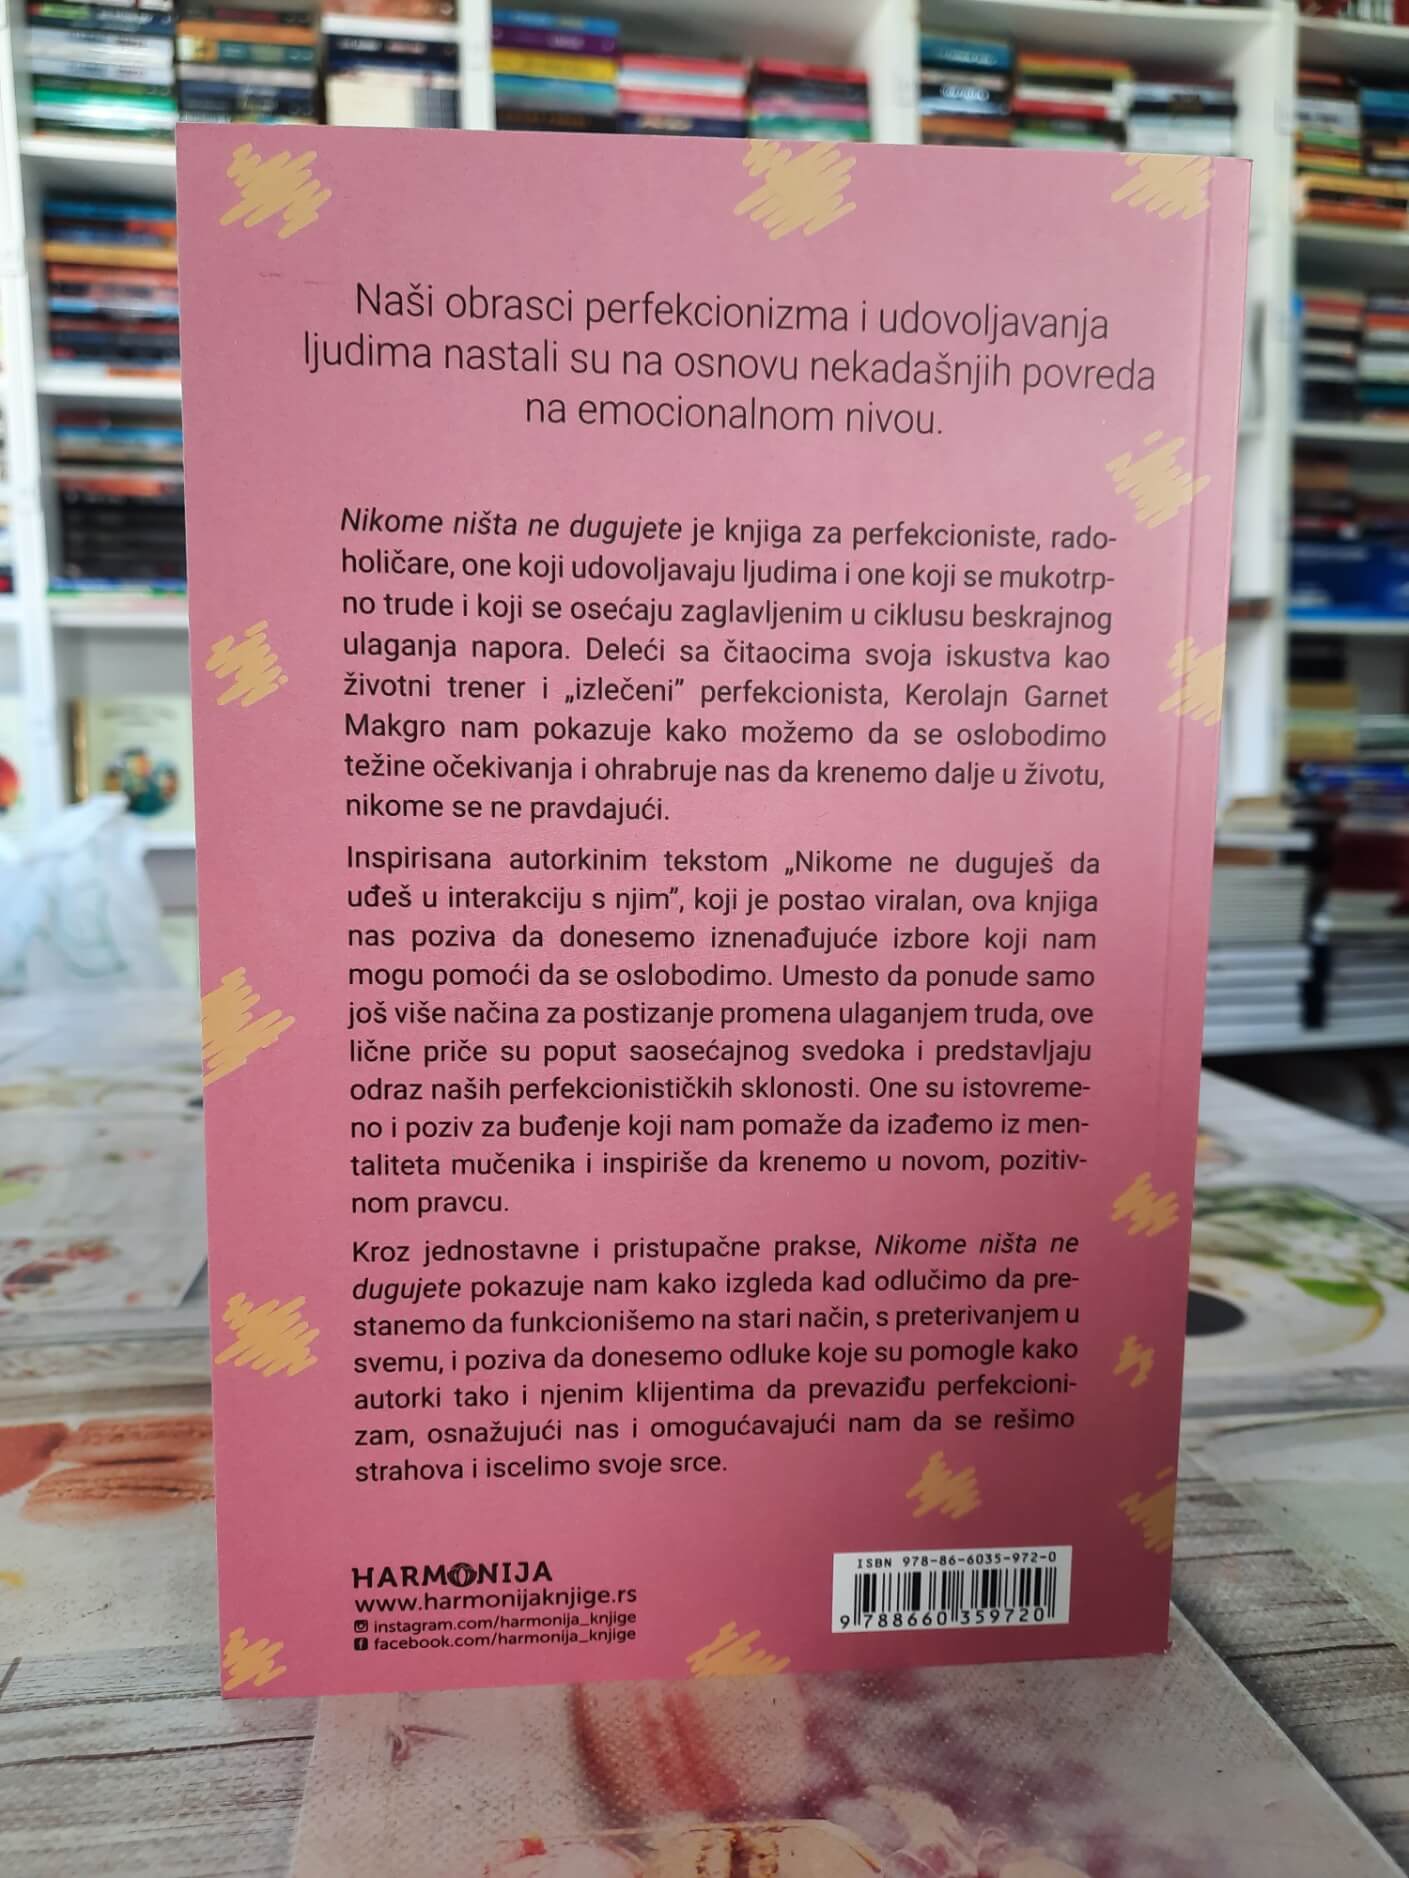 Naši obrasci perfekcionizma i udovoljavanja
ljudima nastali su na osnovu nekadašnjih povreda
na emocionalnom nivou.
Nikome ništa ne dugujete je knjiga za perfekcioniste, rado-
holičare, one koji udovoljavaju ljudima i one koji se mukotrp-
no trude i koji se osećaju zaglavljenim u ciklusu beskrajnog
ulaganja napora. Deleći sa čitaocima svoja iskustva kao
životni trener i „izlečeni” perfekcionista, Kerolajn Garnet
Makgro nam pokazuje kako možemo da se oslobodimo
težine očekivanja i ohrabruje nas da krenemo dalje u životu,
nikome se ne pravdajući.
Inspirisana autorkinim tekstom „Nikome ne duguješ da
uđeš u interakciju s njim”, koji je postao viralan, ova knjiga
nas poziva da donesemo iznenađujuće izbore koji nam
mogu pomoći da se oslobodimo. Umesto da ponude samo
još više načina za postizanje promena ulaganjem truda, ove
lične priče su poput saosećajnog svedoka i predstavljaju
odraz naših perfekcionističkih sklonosti. One su istovreme-
no i poziv za buđenje koji nam pomaže da izađemo iz men-
taliteta mučenika i inspiriše da krenemo u novom, pozitiv-
nom pravcu.
Kroz jednostavne i pristupačne prakse, Nikome ništa ne
dugujete pokazuje nam kako izgleda kad odlučimo da pre-
stanemo da funkcionišemo na stari način, s preterivanjem u
svemu, i poziva da donesemo odluke koje su pomogle kako
autorki tako i njenim klijentima da prevaziđu perfekcioni-
zam, osnažujući nas i omogućavajući nam da se rešimo
strahova i iscelimo svoje srce.
HARMONIJA
www.harmonijaknjige.rs
instagram.com/harmonija_knjige
facebook.com/harmonija_knjige
ISBN 978-86-6035-972-0
9 788660 359720